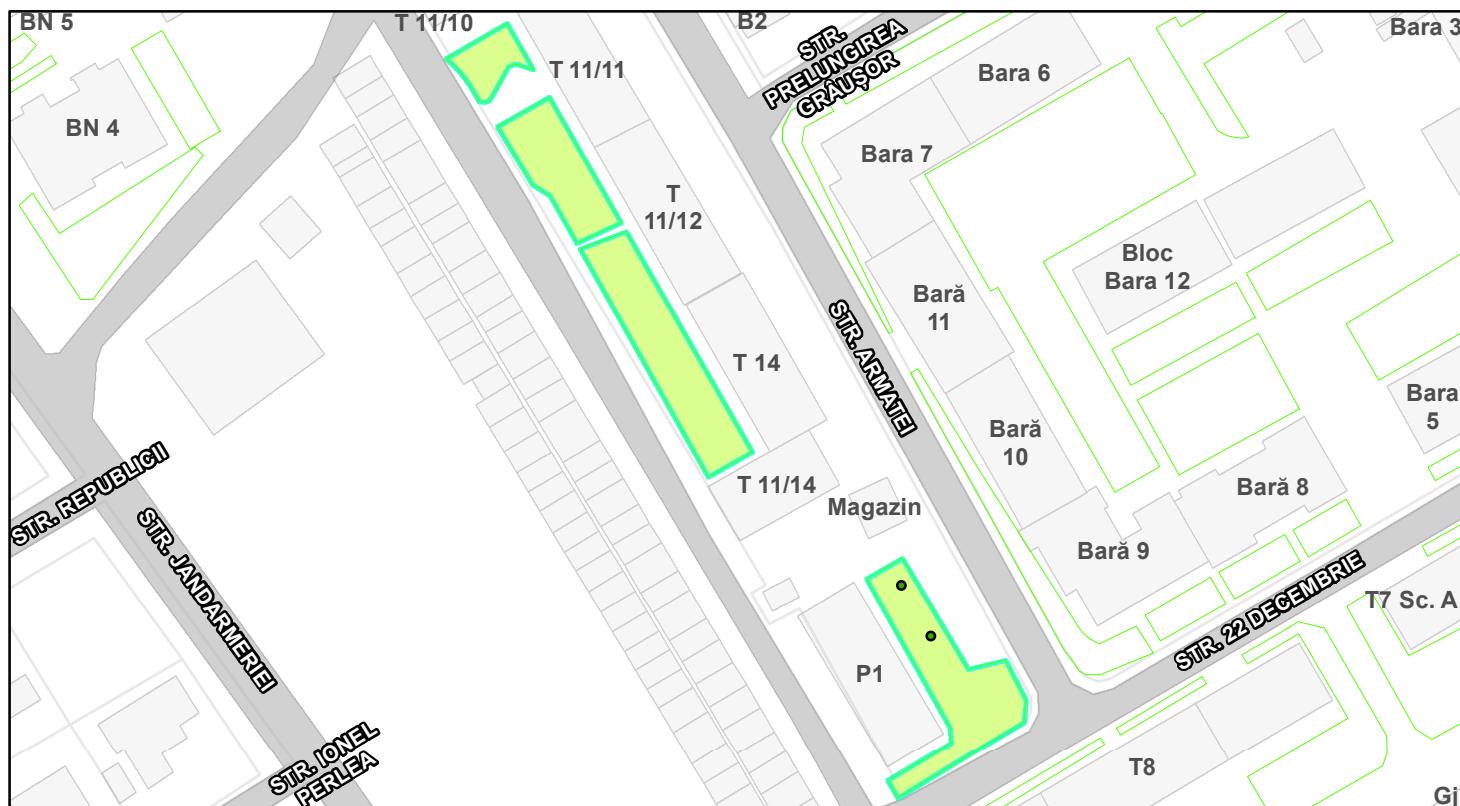 BN 5
T 11/10
B2
STR.
PRELUNGIREA
GRĂUȘOR
Bara 3
T 11/11
Bara 6
BN 4
Bara 7
T
11/12
Bloc
Bara 12
Bară
11
STR. ARMATEI
T 14
Bara
5
Bară
10
STR. REPUBLICII
T 11/14
Magazin
Bară 8
STR. JANDARMERIEI
Bară 9
STR. 22 DECEMBRIE
T7 Sc. A
P1
STR. IONEL
PERLEA
T8